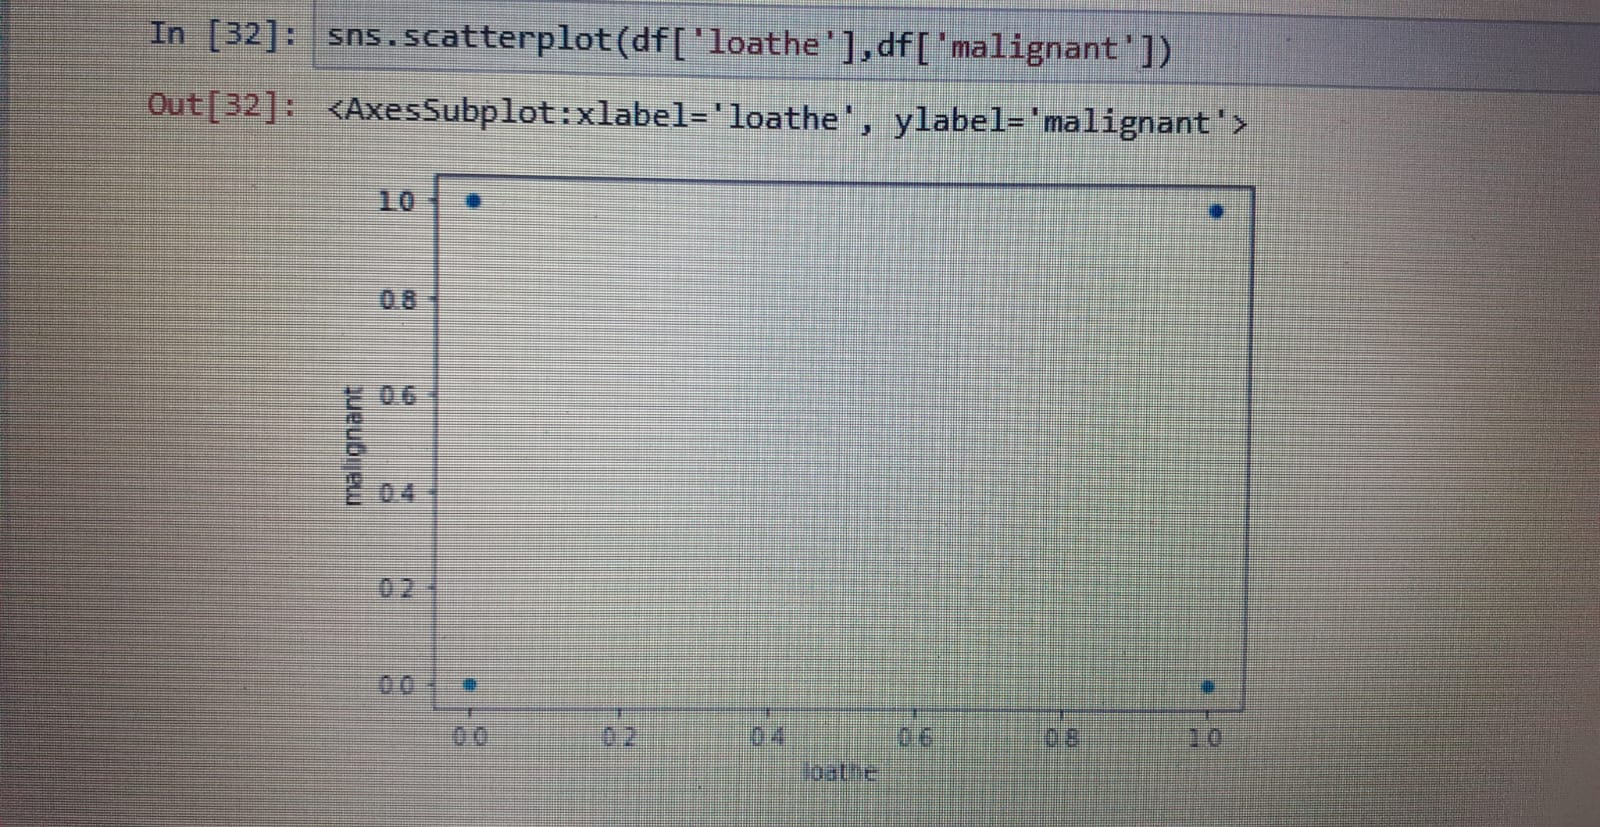 In [32]: sns.scatterplot(df['loathe'],df['malignant'])
Out[32]: <AxesSubplot:xlabel='loathe', ylabel='malignant'>
1.0
0.8
0.6
0.4
0.2
0.0
malignant
0.0 0.2 0.4 0.6 0.8 1.0
loathe